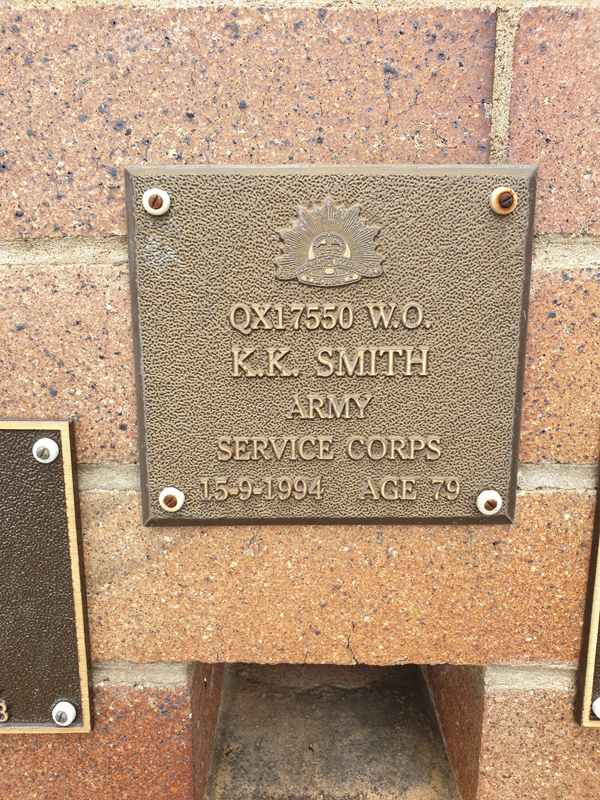 QX17550 W.O.
K.K. SMITH
ARMY
SERVICE CORPS
15-9-1994 AGE 79